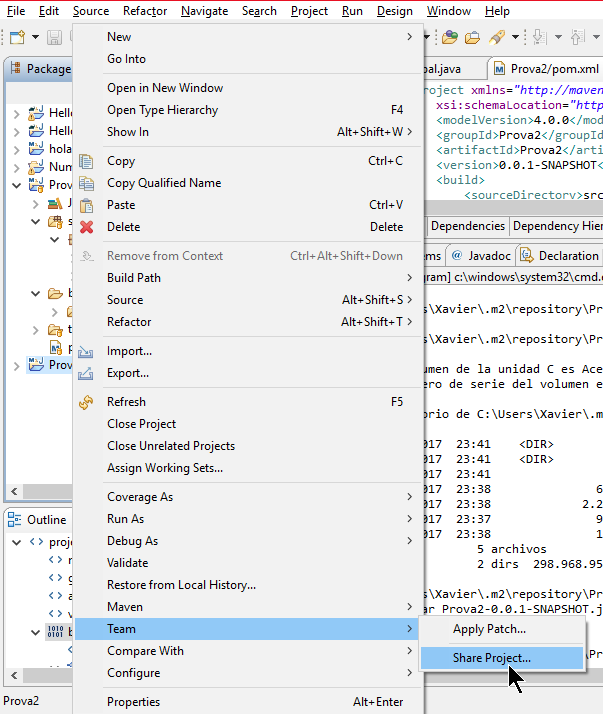 File Edit Source Refactor Navigate Search Project Run Design Window Help
Package
Hello
Hello
hola
Num
Prov
Prov
Outline
proje
1010
0101
Prova2
New
Go Into
Open in New Window
Open Type Hierarchy F4
Show In Alt+Shift+W
Copy Ctrl+C
Copy Qualified Name
Paste Ctrl+V
Delete Delete
Remove from Context Ctrl+Alt+Shift+Down
Build Path
Source Alt+Shift+S
Refactor Alt+Shift+T
Import...
Export...
Refresh F5
Close Project
Close Unrelated Projects
Assign Working Sets...
Coverage As
Run As
Debug As
Validate
Restore from Local History...
Maven
Team
Compare With
Configure
Properties Alt+Enter
Apply Patch...
Share Project...
pal.java Prova2/pom.xml
roject xmlns="http://maven
xsi:schemaLocation="http
<modelVersion>4.0.0</mod
<groupId>Prova2</groupId
<artifactId>Prova2</arti
<version>0.0.1-SNAPSHOT<
<build>
<sourceDirectory>src
Dependencies Dependency Hier
ms @ Javadoc Declaration
gram] c:\windows\system32\cmd.e
s\Xavier\.m2\repository\Pr
s\Xavier\.m2\repository\Pr
umen de la unidad C es Ace
ero de serie del volumen e
orio de C:\Users\Xavier\.m
017 23:41 <DIR>
017 23:41 <DIR>
017 23:41
017 23:38 6
017 23:38 2.2
017 23:37 9
017 23:38 1
5 archivos
2 dirs 298.968.95
s\Xavier\.m2\repository\Pr
ar Prova2-0.0.1-SNAPSHOT.j